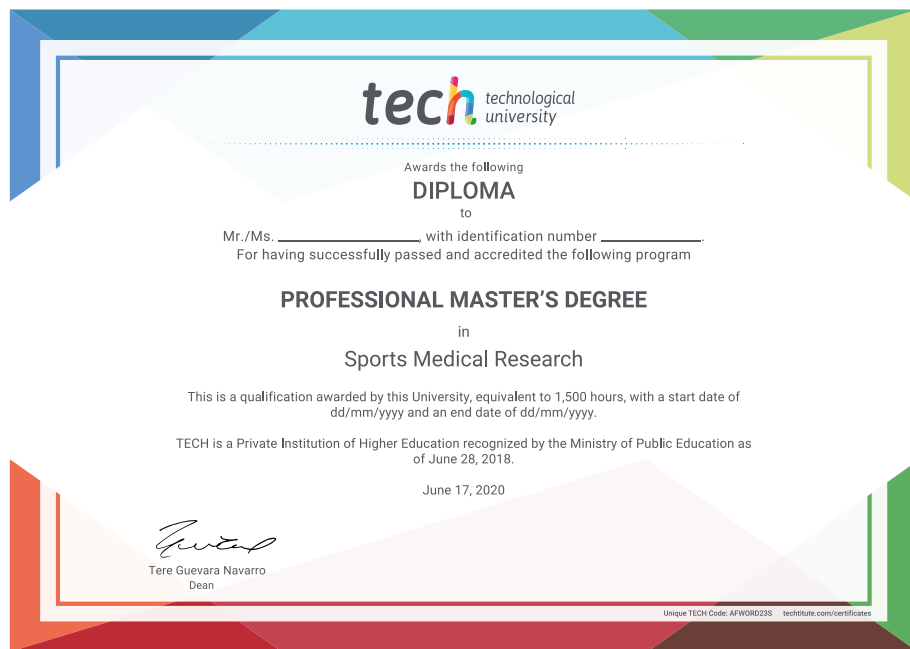 tech technological university
Awards the following
DIPLOMA
to
Mr./Ms. ____________________, with identification number ______________.
For having successfully passed and accredited the following program
PROFESSIONAL MASTER'S DEGREE
in
Sports Medical Research
This is a qualification awarded by this University, equivalent to 1,500 hours, with a start date of
dd/mm/yyyy and an end date of dd/mm/yyyy.
TECH is a Private Institution of Higher Education recognized by the Ministry of Public Education as
of June 28, 2018.
June 17, 2020
Tere Guevara Navarro
Dean
Unique TECH Code: AFWORD23S techtitute.com/certificates